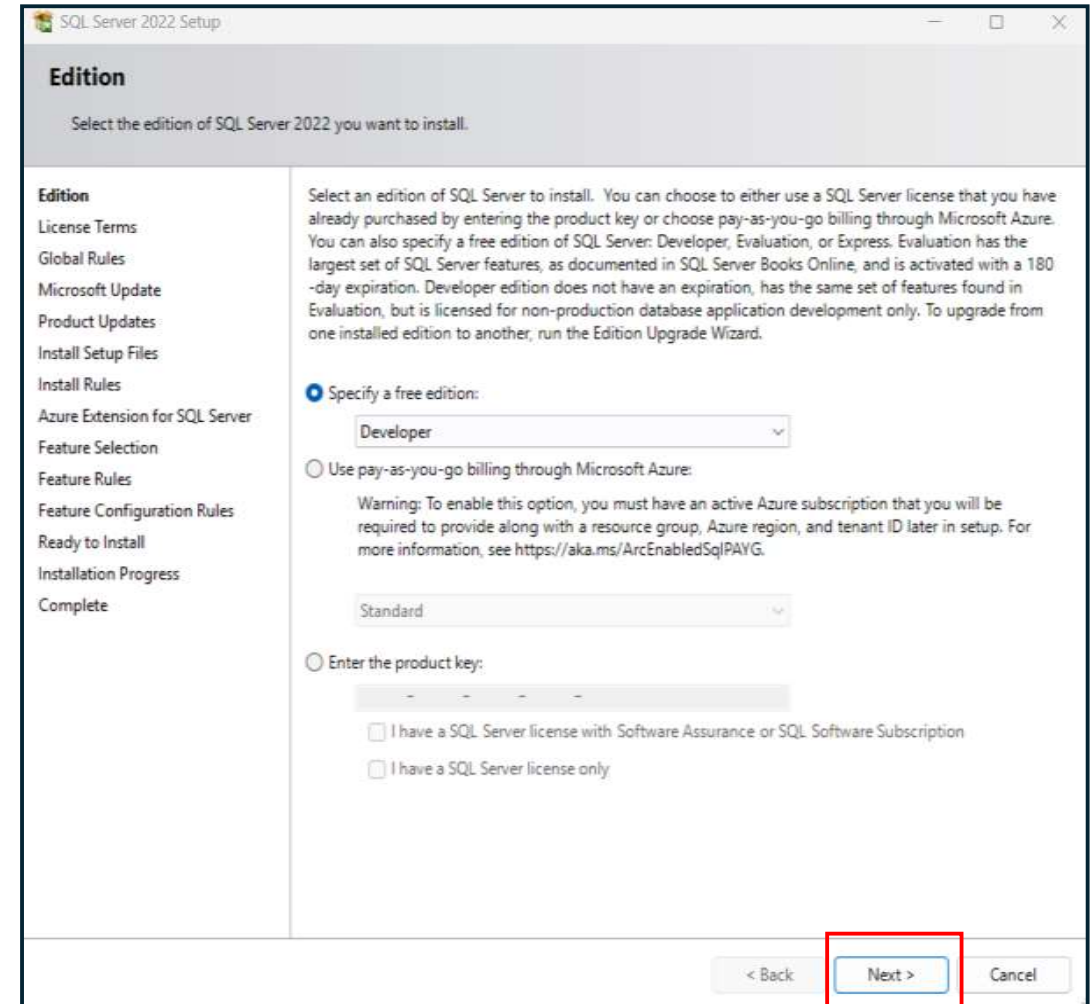 SQL Server 2022 Setup
Edition
Select the edition of SQL Server 2022 you want to install.
Edition
License Terms
Global Rules
Microsoft Update
Product Updates
Install Setup Files
Install Rules
Azure Extension for SQL Server
Feature Selection
Feature Rules
Feature Configuration Rules
Ready to Install
Installation Progress
Complete
Select an edition of SQL Server to install. You can choose to either use a SQL Server license that you have
already purchased by entering the product key or choose pay-as-you-go billing through Microsoft Azure.
You can also specify a free edition of SQL Server: Developer, Evaluation, or Express. Evaluation has the
largest set of SQL Server features, as documented in SQL Server Books Online, and is activated with a 180
-day expiration. Developer edition does not have an expiration, has the same set of features found in
Evaluation, but is licensed for non-production database application development only. To upgrade from
one installed edition to another, run the Edition Upgrade Wizard.
Specify a free edition:
Developer
Use pay-as-you-go billing through Microsoft Azure:
Warning: To enable this option, you must have an active Azure subscription that you will be
required to provide along with a resource group, Azure region, and tenant ID later in setup. For
more information, see https://aka.ms/ArcEnabledSqlPAYG.
Standard
Enter the product key:
- - - -
I have a SQL Server license with Software Assurance or SQL Software Subscription
I have a SQL Server license only
< Back Next > Cancel